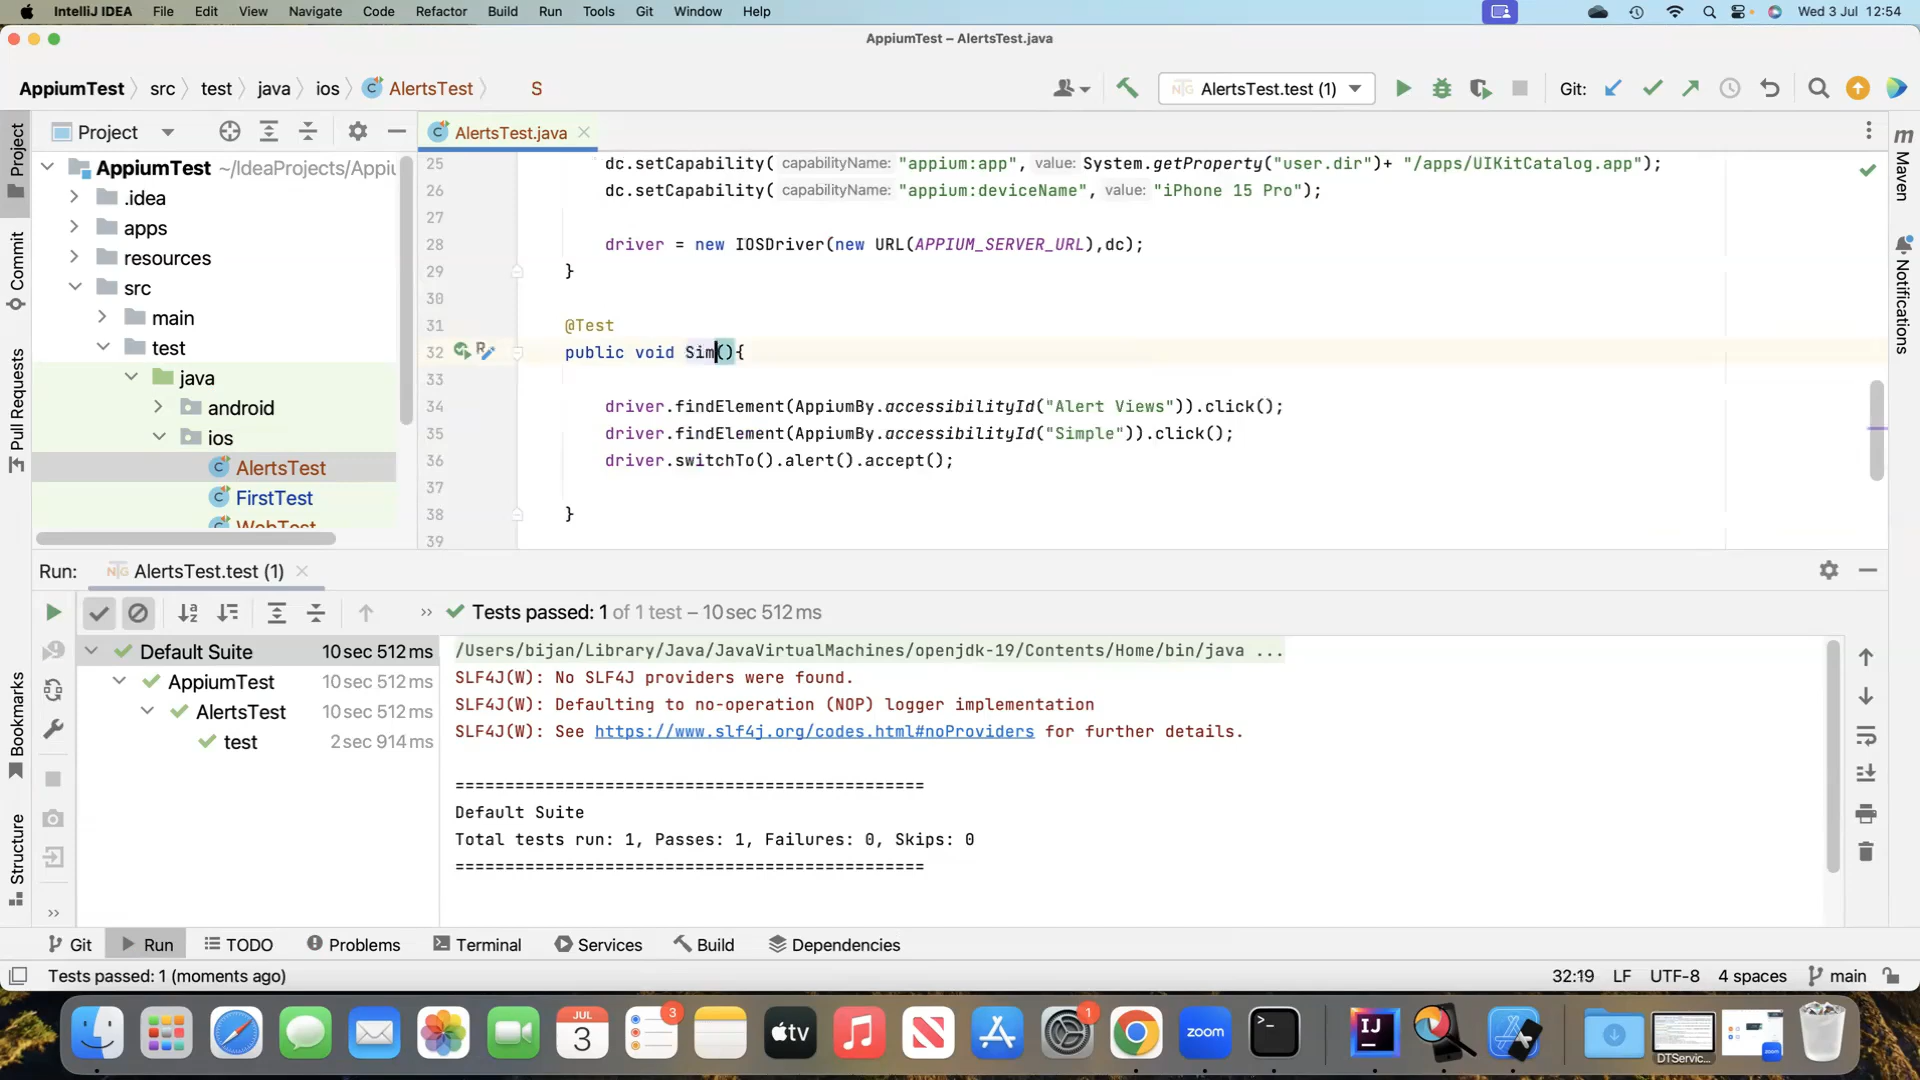 IntelliJ IDEA File Edit View Navigate Code Refactor Build Run Tools Git Window Help Wed 3 Jul 12:54
AppiumTest – AlertsTest.java
AppiumTest src test java ios AlertsTest S AlertsTest.test (1) Git:
Project AlertsTest.java
AppiumTest ~/IdeaProjects/Appiu
.idea
apps
resources
src
main
test
java
android
ios
AlertsTest
FirstTest
WebTest
25 dc.setCapability( capabilityName: "appium:app", value: System.getProperty("user.dir")+ "/apps/UIKitCatalog.app");
26 dc.setCapability( capabilityName: "appium:deviceName", value: "iPhone 15 Pro");
27
28 driver = new IOSDriver(new URL(APPIUM_SERVER_URL),dc);
29 }
30
31 @Test
32 public void Sim(){
33
34 driver.findElement(AppiumBy.accessibilityId("Alert Views")).click();
35 driver.findElement(AppiumBy.accessibilityId("Simple")).click();
36 driver.switchTo().alert().accept();
37
38 }
39
Project
Commit
Pull Requests
Bookmarks
Structure
m
Maven
Notifications
Run: AlertsTest.test (1)
Tests passed: 1 of 1 test – 10 sec 512 ms
Default Suite 10 sec 512 ms
AppiumTest 10 sec 512 ms
AlertsTest 10 sec 512 ms
test 2 sec 914 ms
/Users/bijan/Library/Java/JavaVirtualMachines/openjdk-19/Contents/Home/bin/java ...
SLF4J(W): No SLF4J providers were found.
SLF4J(W): Defaulting to no-operation (NOP) logger implementation
SLF4J(W): See https://www.slf4j.org/codes.html#noProviders for further details.
===============================================
Default Suite
Total tests run: 1, Passes: 1, Failures: 0, Skips: 0
===============================================
Git Run TODO Problems Terminal Services Build Dependencies
Tests passed: 1 (moments ago) 32:19 LF UTF-8 4 spaces main
JUL
3
3
tv
1
zoom
IJ
DTServic...